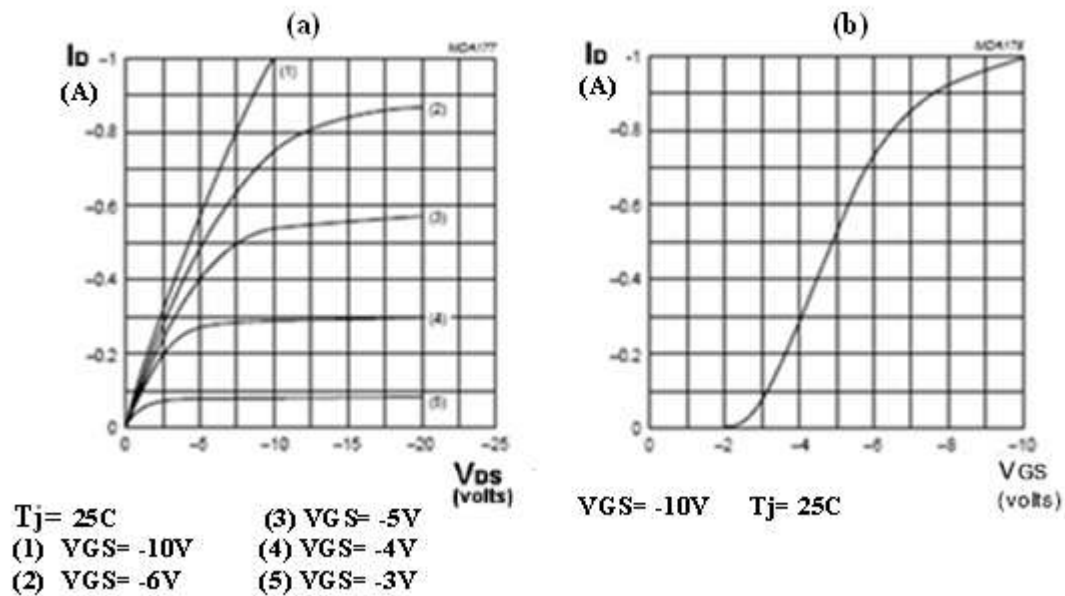 (a)
(b)
ID
(A)
MDA177
-1
-0.8
-0.6
-0.4
-0.2
0
0
-5
-10
-15
-20
-25
(1)
(2)
(3)
(4)
(5)
VDS
(volts)
ID
(A)
-1
-0.8
-0.6
-0.4
-0.2
0
0
-2
-4
-6
-8
-10
VGS
(volts)
Tj= 25C
(3) VGS= -5V
(1) VGS= -10V
(4) VGS= -4V
(2) VGS= -6V
(5) VGS= -3V
VGS= -10V Tj= 25C